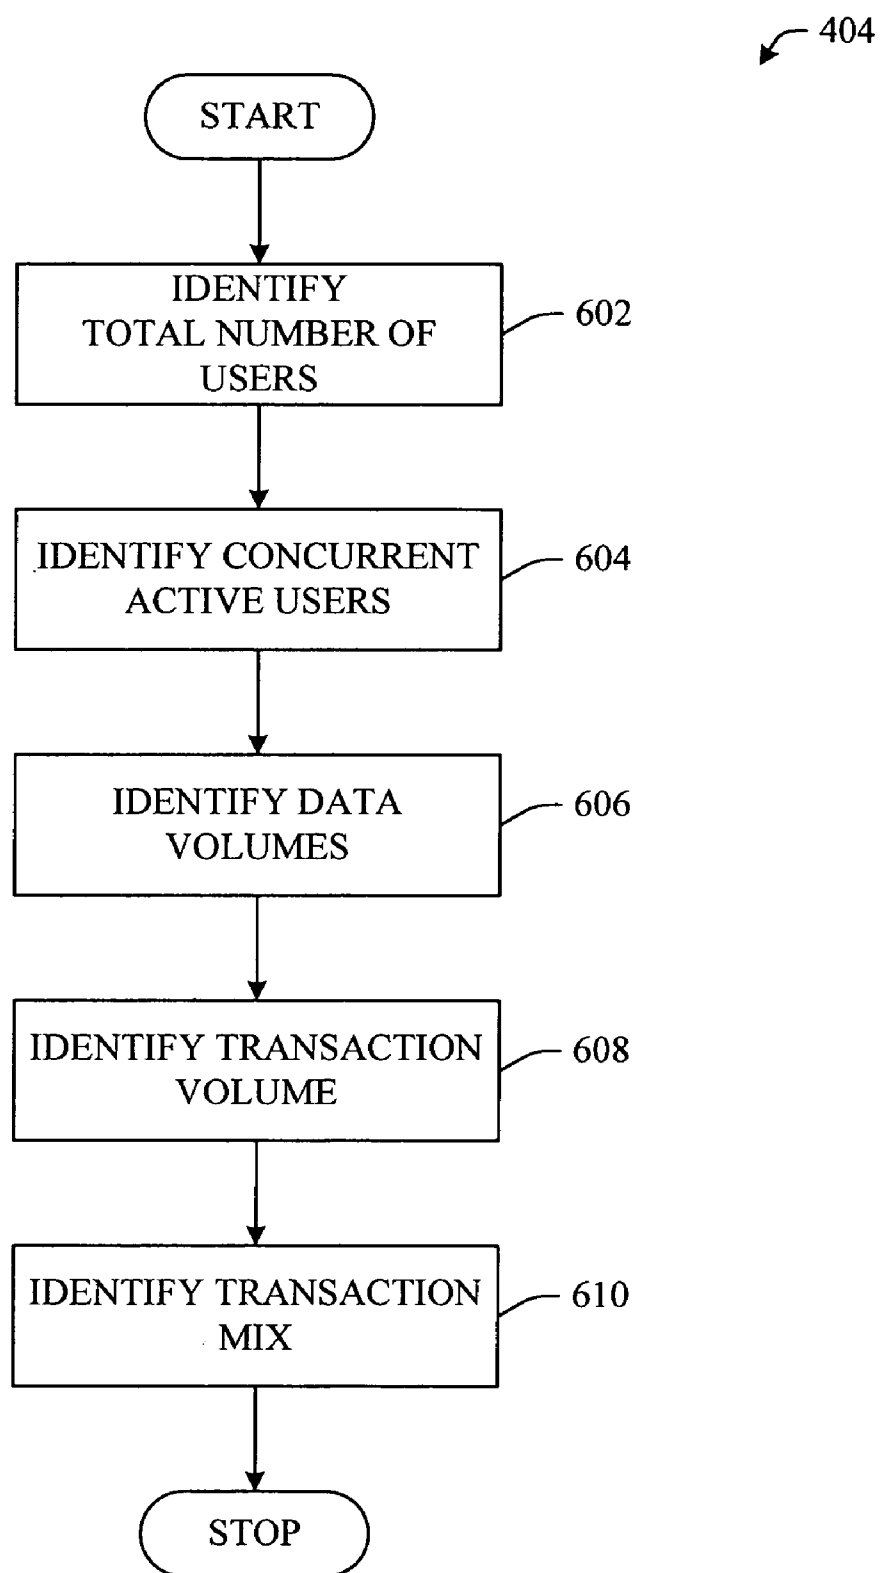 404
START
IDENTIFY
TOTAL NUMBER OF
USERS
602
IDENTIFY CONCURRENT
ACTIVE USERS
604
IDENTIFY DATA
VOLUMES
606
IDENTIFY TRANSACTION
VOLUME
608
IDENTIFY TRANSACTION
MIX
610
STOP